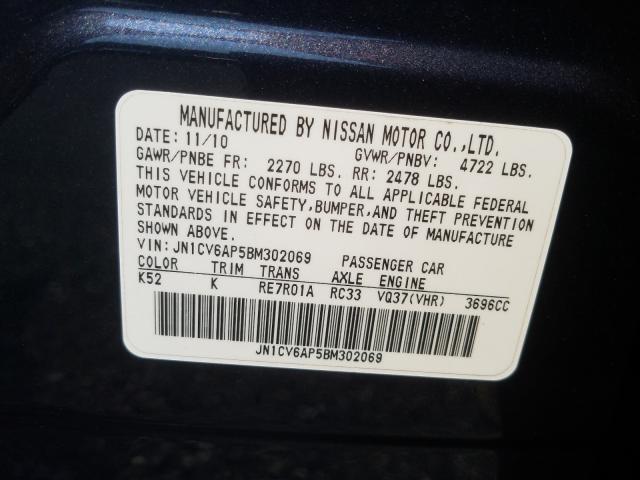 MANUFACTURED BY NISSAN MOTOR CO.,LTD.
DATE: 11/10 GVWR/PNBV: 4722 LBS.
GAWR/PNBE FR: 2270 LBS. RR: 2478 LBS.
THIS VEHICLE CONFORMS TO ALL APPLICABLE FEDERAL
MOTOR VEHICLE SAFETY,BUMPER,AND THEFT PREVENTION
STANDARDS IN EFFECT ON THE DATE OF MANUFACTURE
SHOWN ABOVE.
VIN:JN1CV6AP5BM302069 PASSENGER CAR
COLOR TRIM TRANS AXLE ENGINE
K52 K RE7R01A RC33 VQ37(VHR) 3696CC
JN1CV6AP5BM302069